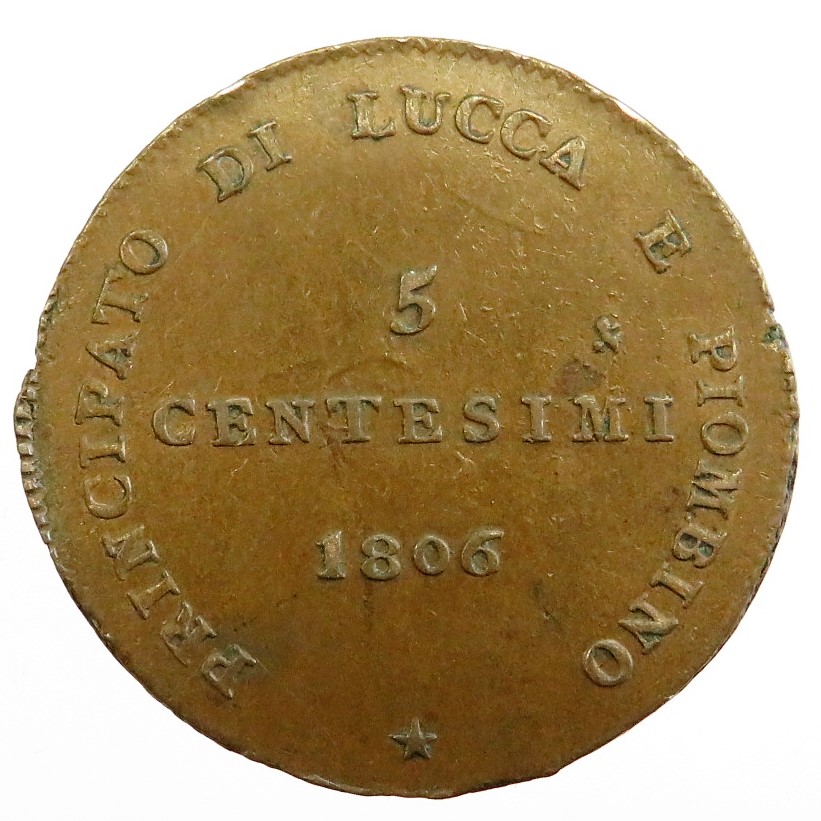 PRINCIPATO DI LUCCA E PIOMBINO
5
CENTESIMI
1806